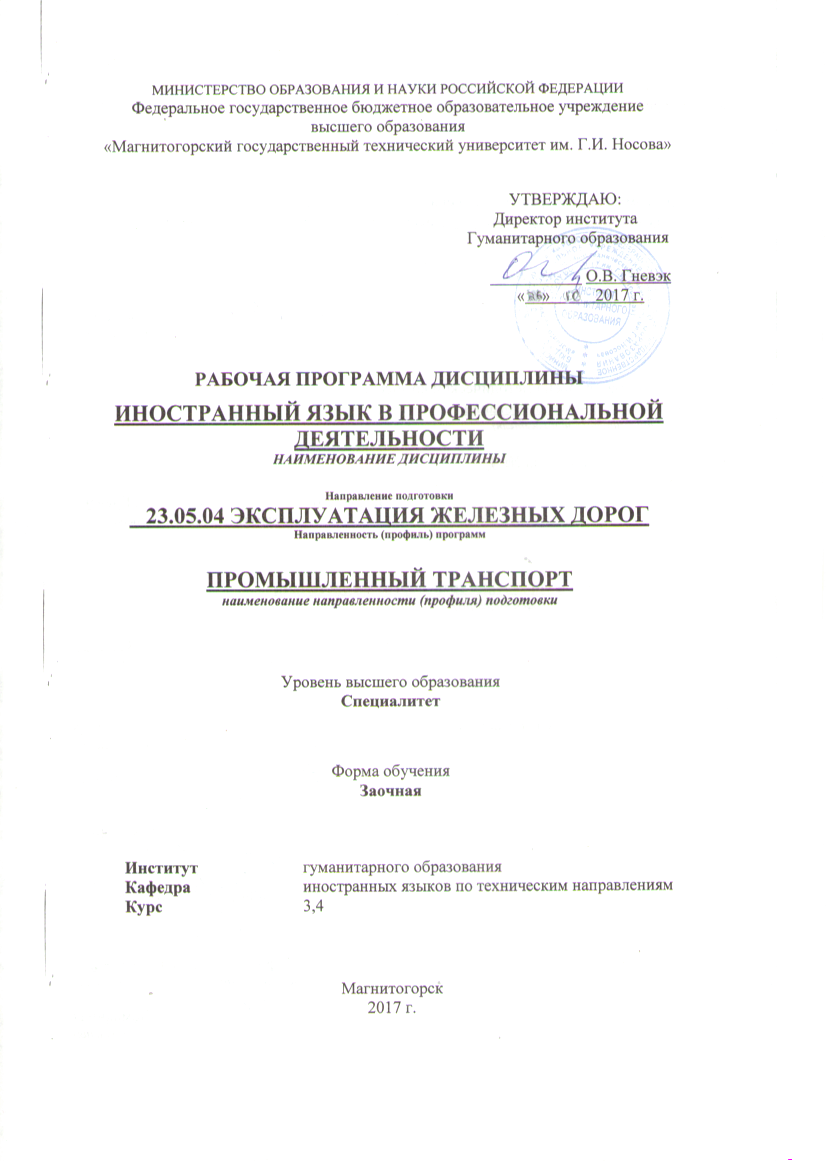 МИНИСТЕРСТВО ОБРАЗОВАНИЯ И НАУКИ РОССИЙСКОЙ ФЕДЕРАЦИИ
Федеральное государственное бюджетное образовательное учреждение
высшего образования
«Магнитогорский государственный технический университет им. Г.И. Носова»
УТВЕРЖДАЮ:
Директор института
Гуманитарного образования
О.В. Гневэк
2017 г.
РАБОЧАЯ ПРОГРАММА ДИСЦИПЛИНЫ
ИНОСТРАННЫЙ ЯЗЫК В ПРОФЕССИОНАЛЬНОЙ
ДЕЯТЕЛЬНОСТИ
НАИМЕНОВАНИЕ ДИСЦИПЛИНЫ
Направление подготовки
23.05.04 ЭКСПЛУАТАЦИЯ ЖЕЛЕЗНЫХ ДОРОГ
Направленность (профиль) программ
ПРОМЫШЛЕННЫЙ ТРАНСПОРТ
наименование направленности (профиля) подготовки
Уровень высшего образования
Специалитет
Форма обучения
Заочная
Институт гуманитарного образования
Кафедра иностранных языков по техническим направлениям
Курс 3,4
Магнитогорск
2017 г.